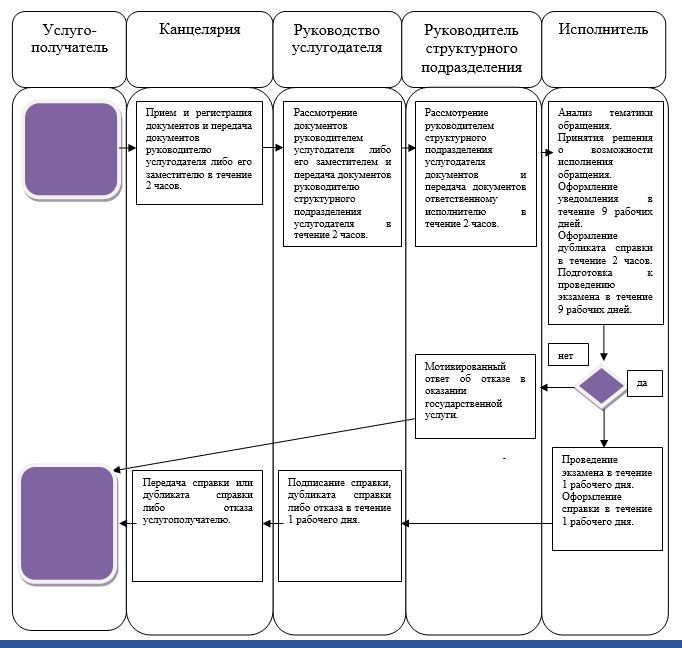 Услуго-
получатель
Канцелярия
Руководство
услугодателя
Руководитель
структурного
подразделения
Исполнитель
Прием и регистрация
документов и передача
документов
руководителю
услугодателя либо его
заместителю в течение
2 часов.
Рассмотрение
документов
руководителем
услугодателя либо
его заместителем и
передача документов
руководителю
структурного
подразделения
услугодателя в
течение 2 часов.
Рассмотрение
руководителем
структурного
подразделения
услугодателя
документов и
передача документов
ответственному
исполнителю в
течение 2 часов.
Анализ тематики
обращения.
Принятия решения
о возможности
исполнения
обращения.
Оформление
уведомления в
течение 9 рабочих
дней.
Оформление
дубликата справки
в течение 2 часов.
Подготовка к
проведению
экзамена в течение
9 рабочих дней.
нет
да
Мотивированный
ответ об отказе в
оказании
государственной
услуги.
-
Проведение
экзамена в течение
1 рабочего дня.
Оформление
справки в течение
1 рабочего дня.
Подписание справки,
дубликата справки
либо отказа в течение
1 рабочего дня.
Передача справки или
дубликата справки
либо отказа
услугополучателю.